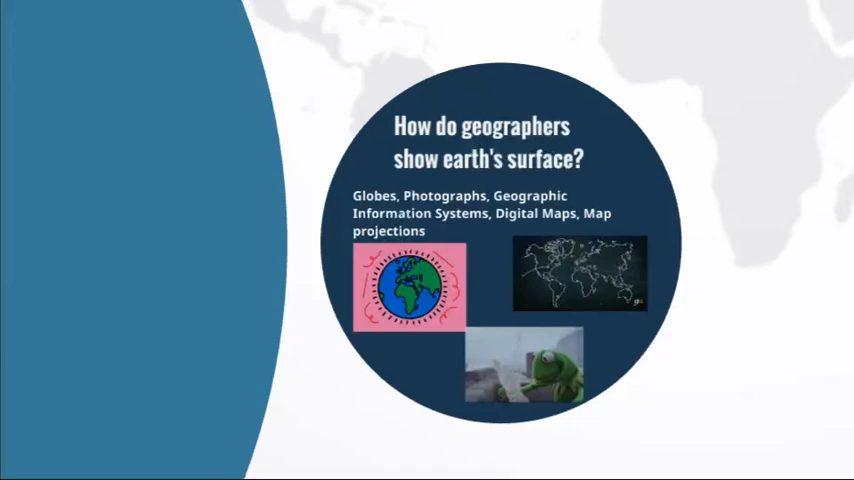 How do geographers
show earth's surface?
Globes, Photographs, Geographic
Information Systems, Digital Maps, Map
projections